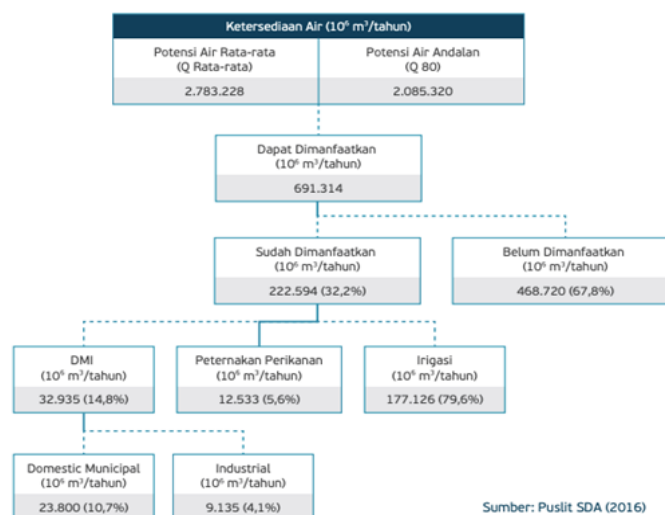 Ketersediaan Air (10⁶ m³/tahun)
Potensi Air Rata-rata
(Q Rata-rata)
2.783.228
Potensi Air Andalan
(Q 80)
2.085.320
Dapat Dimanfaatkan
(10⁶ m³/tahun)
691.314
Sudah Dimanfaatkan
(10⁶ m³/tahun)
222.594 (32,2%)
Belum Dimanfaatkan
(10⁶ m³/tahun)
468.720 (67,8%)
DMI
(10⁶ m³/tahun)
32.935 (14,8%)
Peternakan Perikanan
(10⁶ m³/tahun)
12.533 (5,6%)
Irigasi
(10⁶ m³/tahun)
177.126 (79,6%)
Domestic Municipal
(10⁶ m³/tahun)
23.800 (10,7%)
Industrial
(10⁶ m³/tahun)
9.135 (4,1%)
Sumber: Puslit SDA (2016)